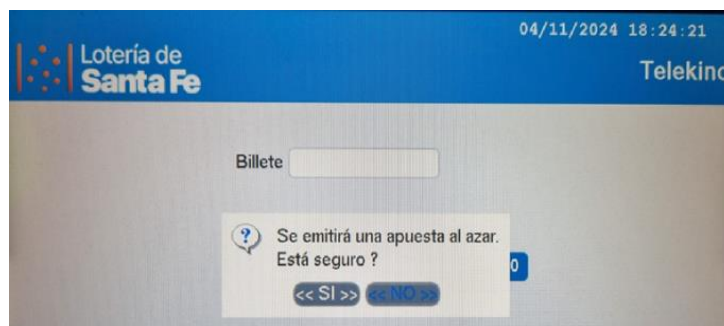 04/11/2024 18:24:21
Lotería de
Santa Fe
Telekino
Billete
?
Se emitirá una apuesta al azar.
Está seguro ?
0
<< SI >> << NO >>